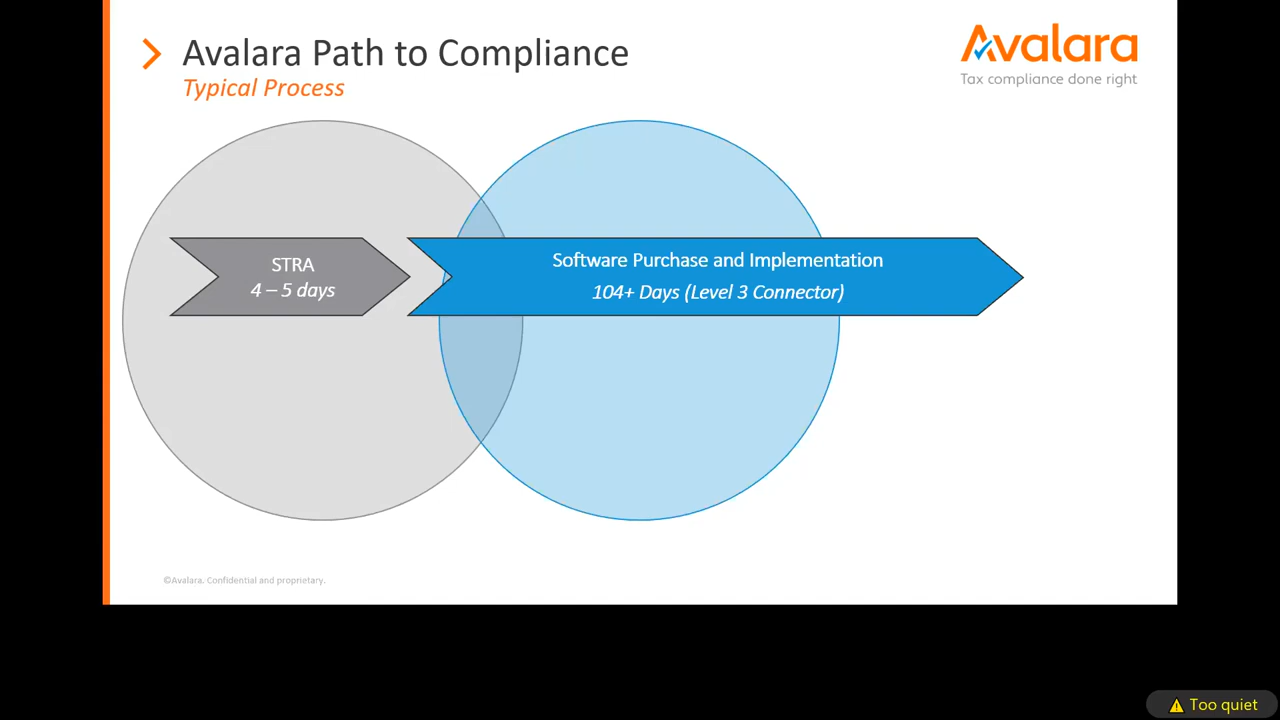 Avalara Path to Compliance
Typical Process
Avalara
Tax compliance done right
STRA
4 – 5 days
Software Purchase and Implementation
104+ Days (Level 3 Connector)
©Avalara. Confidential and proprietary.
Too quiet